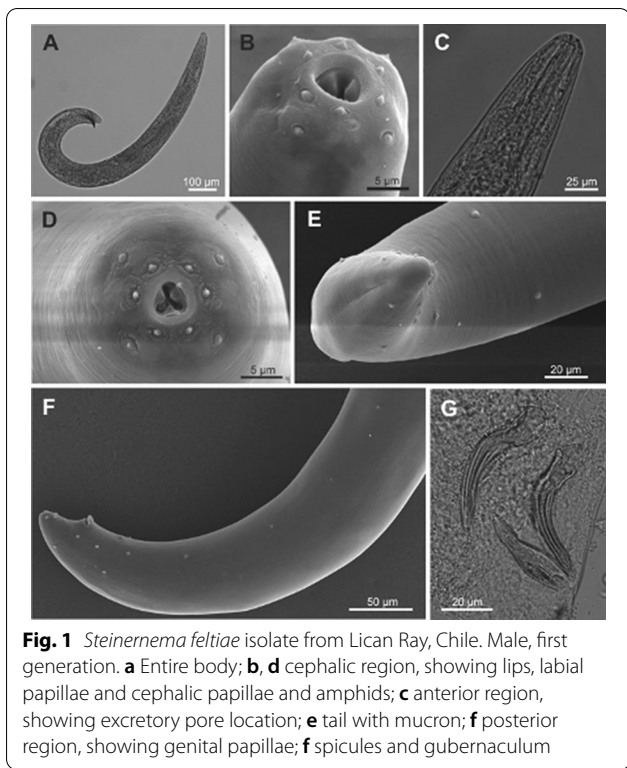 A B C
100 µm 5 µm 25 µm
D E
5 µm 20 µm
F G
50 µm 20 µm
Fig. 1 Steinernema feltiae isolate from Lican Ray, Chile. Male, first
generation. a Entire body; b, d cephalic region, showing lips, labial
papillae and cephalic papillae and amphids; c anterior region,
showing excretory pore location; e tail with mucron; f posterior
region, showing genital papillae; f spicules and gubernaculum